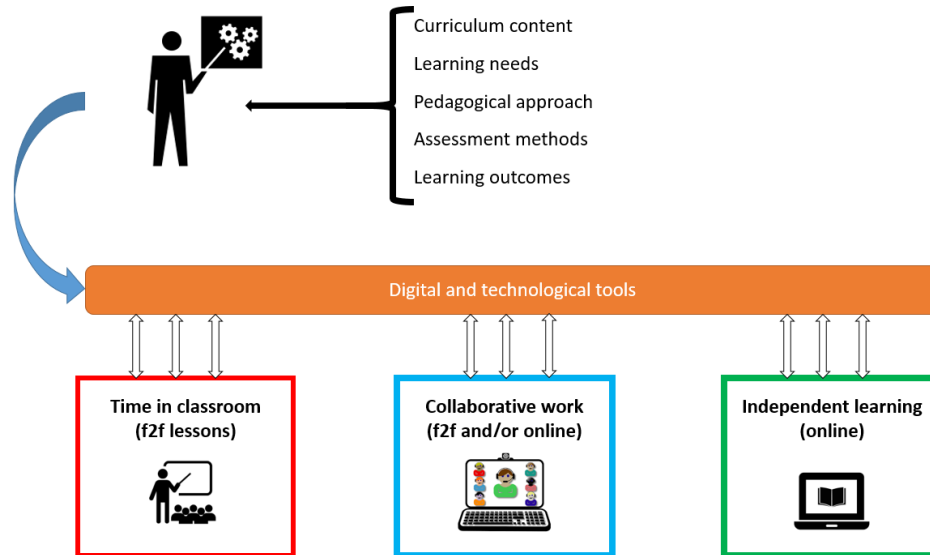 Curriculum content
Learning needs
Pedagogical approach
Assessment methods
Learning outcomes
Digital and technological tools
Time in classroom
(f2f lessons)
Collaborative work
(f2f and/or online)
Independent learning
(online)